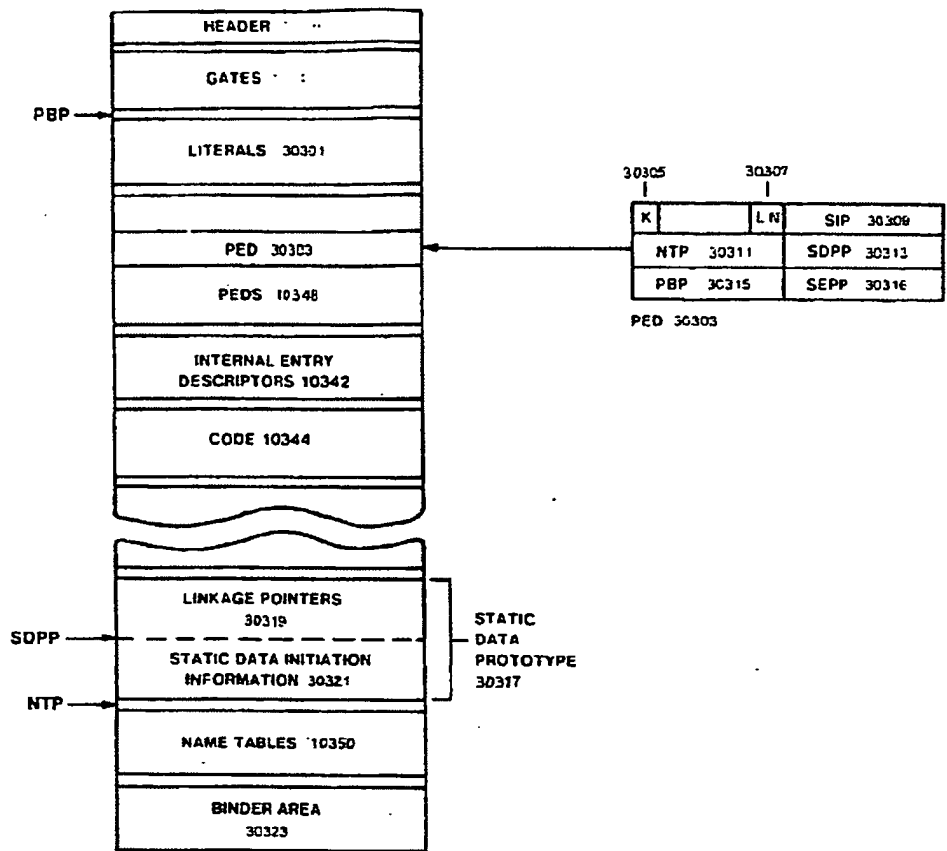 HEADER
GATES
PBP
LITERALS 30301
30305 30307
K LN SIP 30309
PED 30303
NTP 30311 SDPP 30313
PEDS 10348
PBP 30315 SEPP 30316
PED 30303
INTERNAL ENTRY
DESCRIPTORS 10342
CODE 10344
LINKAGE POINTERS
30319
SDPP
STATIC
DATA
PROTOTYPE
30317
STATIC DATA INITIATION
INFORMATION 30321
NTP
NAME TABLES 10350
BINDER AREA
30323